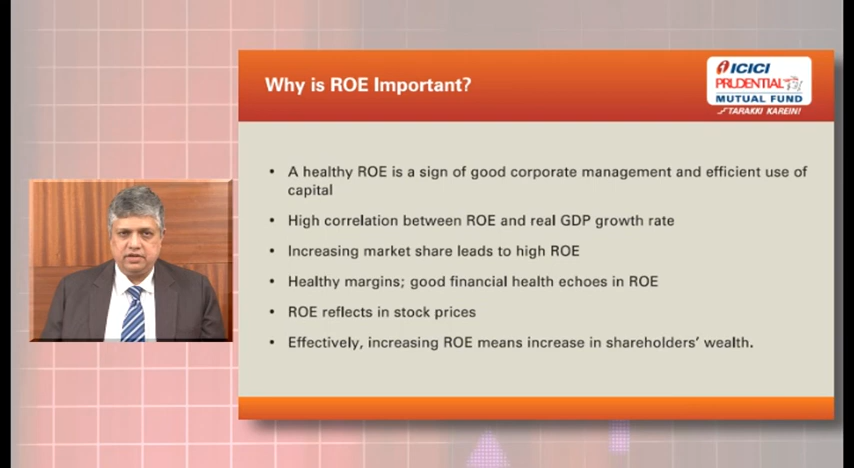 Why is ROE Important?
ICICI
PRUDENTIAL
MUTUAL FUND
TARAKKI KAREIN!
• A healthy ROE is a sign of good corporate management and efficient use of
capital
• High correlation between ROE and real GDP growth rate
• Increasing market share leads to high ROE
• Healthy margins; good financial health echoes in ROE
• ROE reflects in stock prices
• Effectively, increasing ROE means increase in shareholders’ wealth.